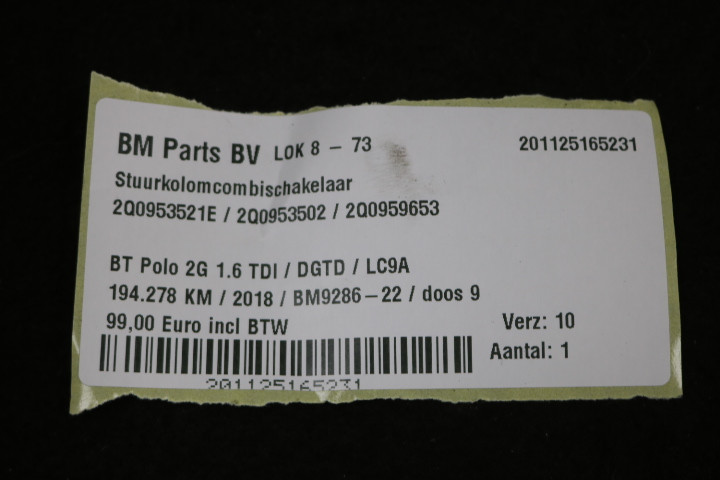 BM Parts BV LOK 8 - 73 201125165231
Stuurkolomcombischakelaar
2Q0953521E / 2Q0953502 / 2Q0959653
BT Polo 2G 1.6 TDI / DGTD / LC9A
194.278 KM / 2018 / BM9286-22 / doos 9
99,00 Euro incl BTW Verz: 10
Aantal: 1
201125165231